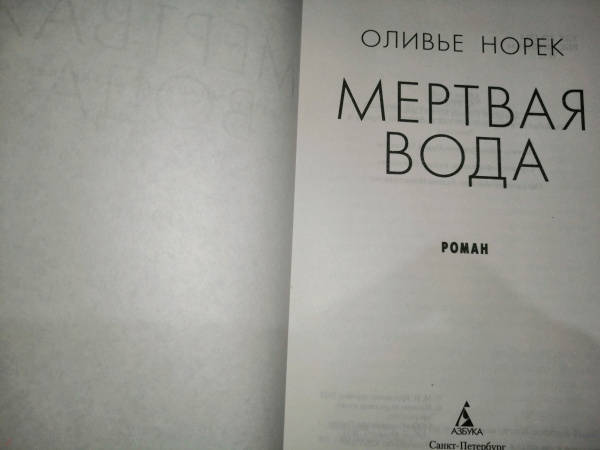 ОЛИВЬЕ НОРЕК
МЕРТВАЯ
ВОДА
РОМАН
АЗБУКА
Санкт-Петербург